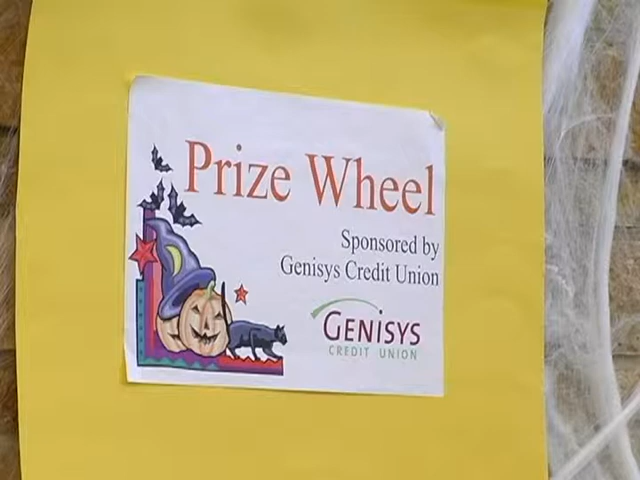 Prize Wheel
Sponsored by
Genisys Credit Union
GENISYS
CREDIT UNION